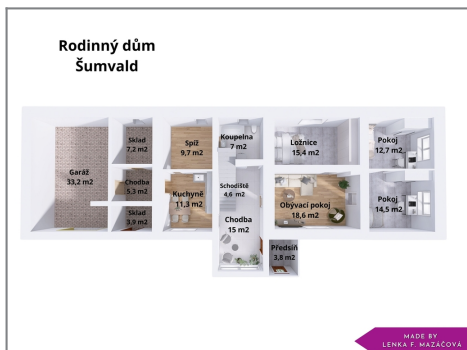 Rodinný dům
Šumvald
Garáž
33,2 m2
Sklad
7,2 m2
Chodba
5,3 m2
Sklad
3,9 m2
Spíž
9,7 m2
Kuchyně
11,3 m2
Koupelna
7 m2
Schodiště
4,6 m2
Chodba
15 m2
Ložnice
15,4 m2
Obývací pokoj
18,6 m2
Předsíň
3,8 m2
Pokoj
12,7 m2
Pokoj
14,5 m2
MADE BY
LENKA F. MAZÁČOVÁ